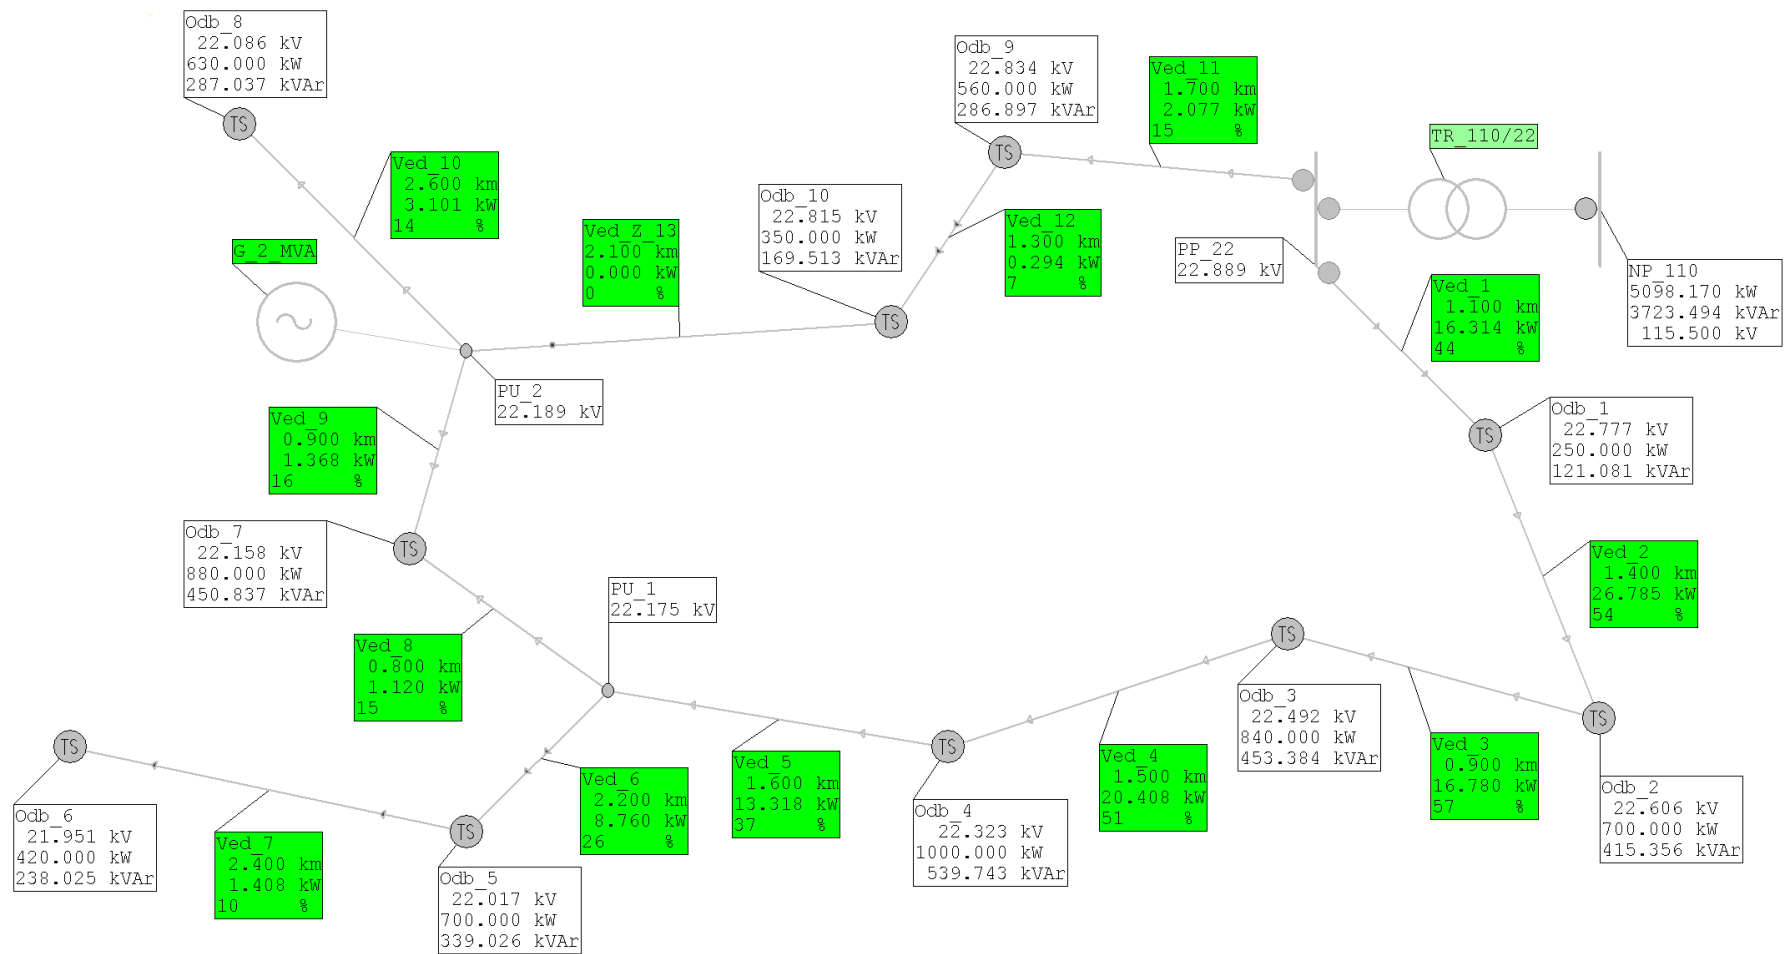 Odb_8
22.086 kV
630.000 kW
287.037 kVAr
TS
Ved_10
2.600 km
3.101 kW
14 %
G_2_MVA
Ved_Z_13
2.100 km
0.000 kW
0 %
Odb_10
22.815 kV
350.000 kW
169.513 kVAr
TS
Odb_9
22.834 kV
560.000 kW
286.897 kVAr
TS
Ved_11
1.700 km
2.077 kW
15 %
Ved_12
1.300 km
0.294 kW
7 %
TR_110/22
PP_22
22.889 kV
NP_110
5098.170 kW
3723.494 kVAr
115.500 kV
Ved_1
1.100 km
16.314 kW
44 %
PU_2
22.189 kV
Ved_9
0.900 km
1.368 kW
16 %
Odb_1
22.777 kV
250.000 kW
121.081 kVAr
TS
Odb_7
22.158 kV
880.000 kW
450.837 kVAr
TS
Ved_2
1.400 km
26.785 kW
54 %
PU_1
22.175 kV
Ved_8
0.800 km
1.120 kW
15 %
TS
Odb_3
22.492 kV
840.000 kW
453.384 kVAr
Ved_3
0.900 km
16.780 kW
57 %
TS
Odb_2
22.606 kV
700.000 kW
415.356 kVAr
Ved_4
1.500 km
20.408 kW
51 %
TS
Odb_4
22.323 kV
1000.000 kW
539.743 kVAr
Ved_5
1.600 km
13.318 kW
37 %
Ved_6
2.200 km
8.760 kW
26 %
TS
Odb_5
22.017 kV
700.000 kW
339.026 kVAr
Ved_7
2.400 km
1.408 kW
10 %
TS
Odb_6
21.951 kV
420.000 kW
238.025 kVAr